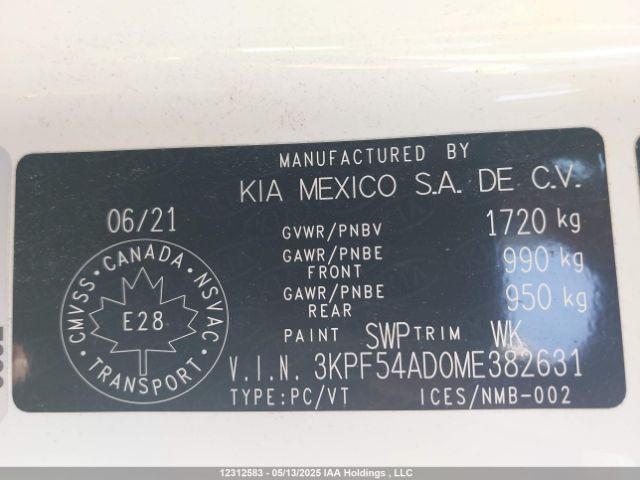 MANUFACTURED BY
KIA MEXICO S.A. DE C.V.
06/21
GVWR/PNBV 1720 kg
GAWR/PNBE FRONT 990 kg
GAWR/PNBE REAR 950 kg
PAINT SWP TRIM WK
V.I.N. 3KPF54AD0ME382631
TYPE:PC/VT ICES/NMB-002
CMVSS • CANADA • NSVAC • TRANSPORT •
E28
12312583 - 05/13/2025 IAA Holdings , LLC